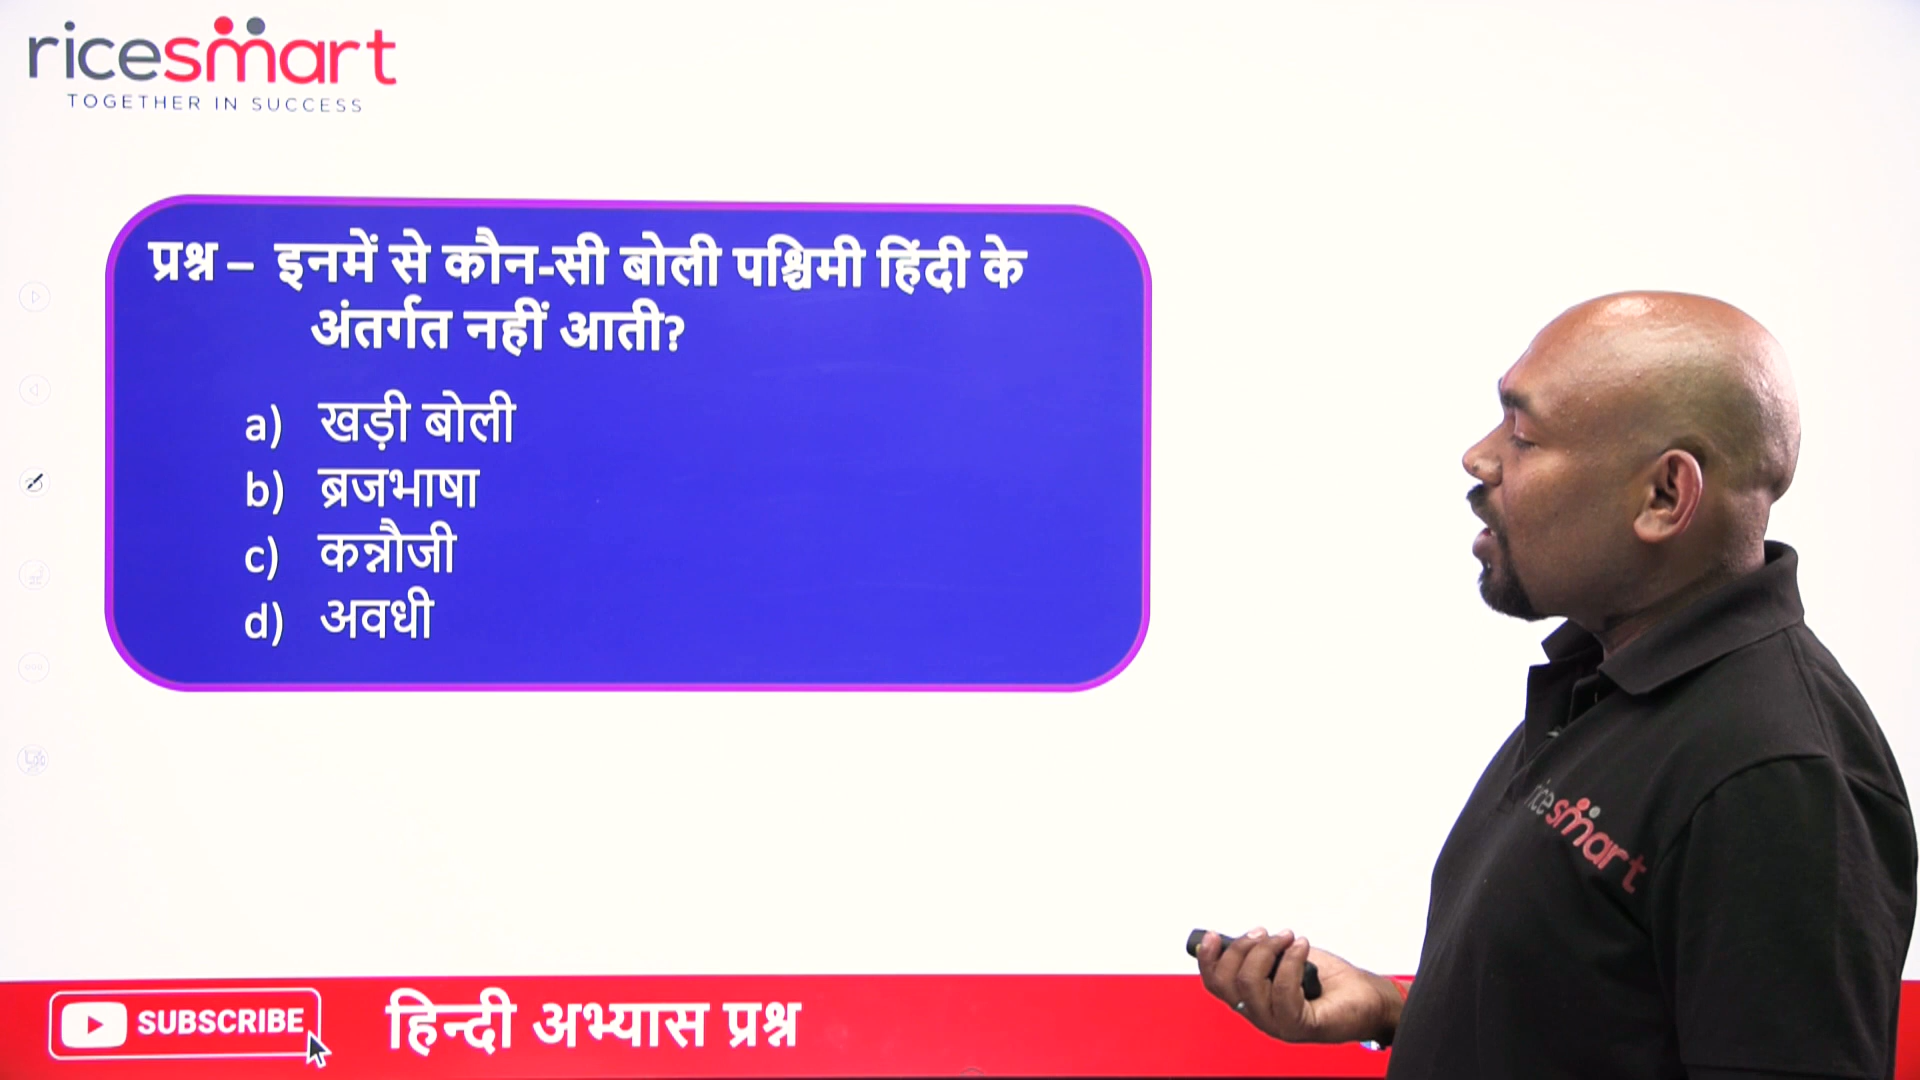 ricesmart
TOGETHER IN SUCCESS
प्रश्न – इनमें से कौन-सी बोली पश्चिमी हिंदी के
अंतर्गत नहीं आती?
a) खड़ी बोली
b) ब्रजभाषा
c) कन्नौजी
d) अवधी
ricesmart
SUBSCRIBE
हिन्दी अभ्यास प्रश्न